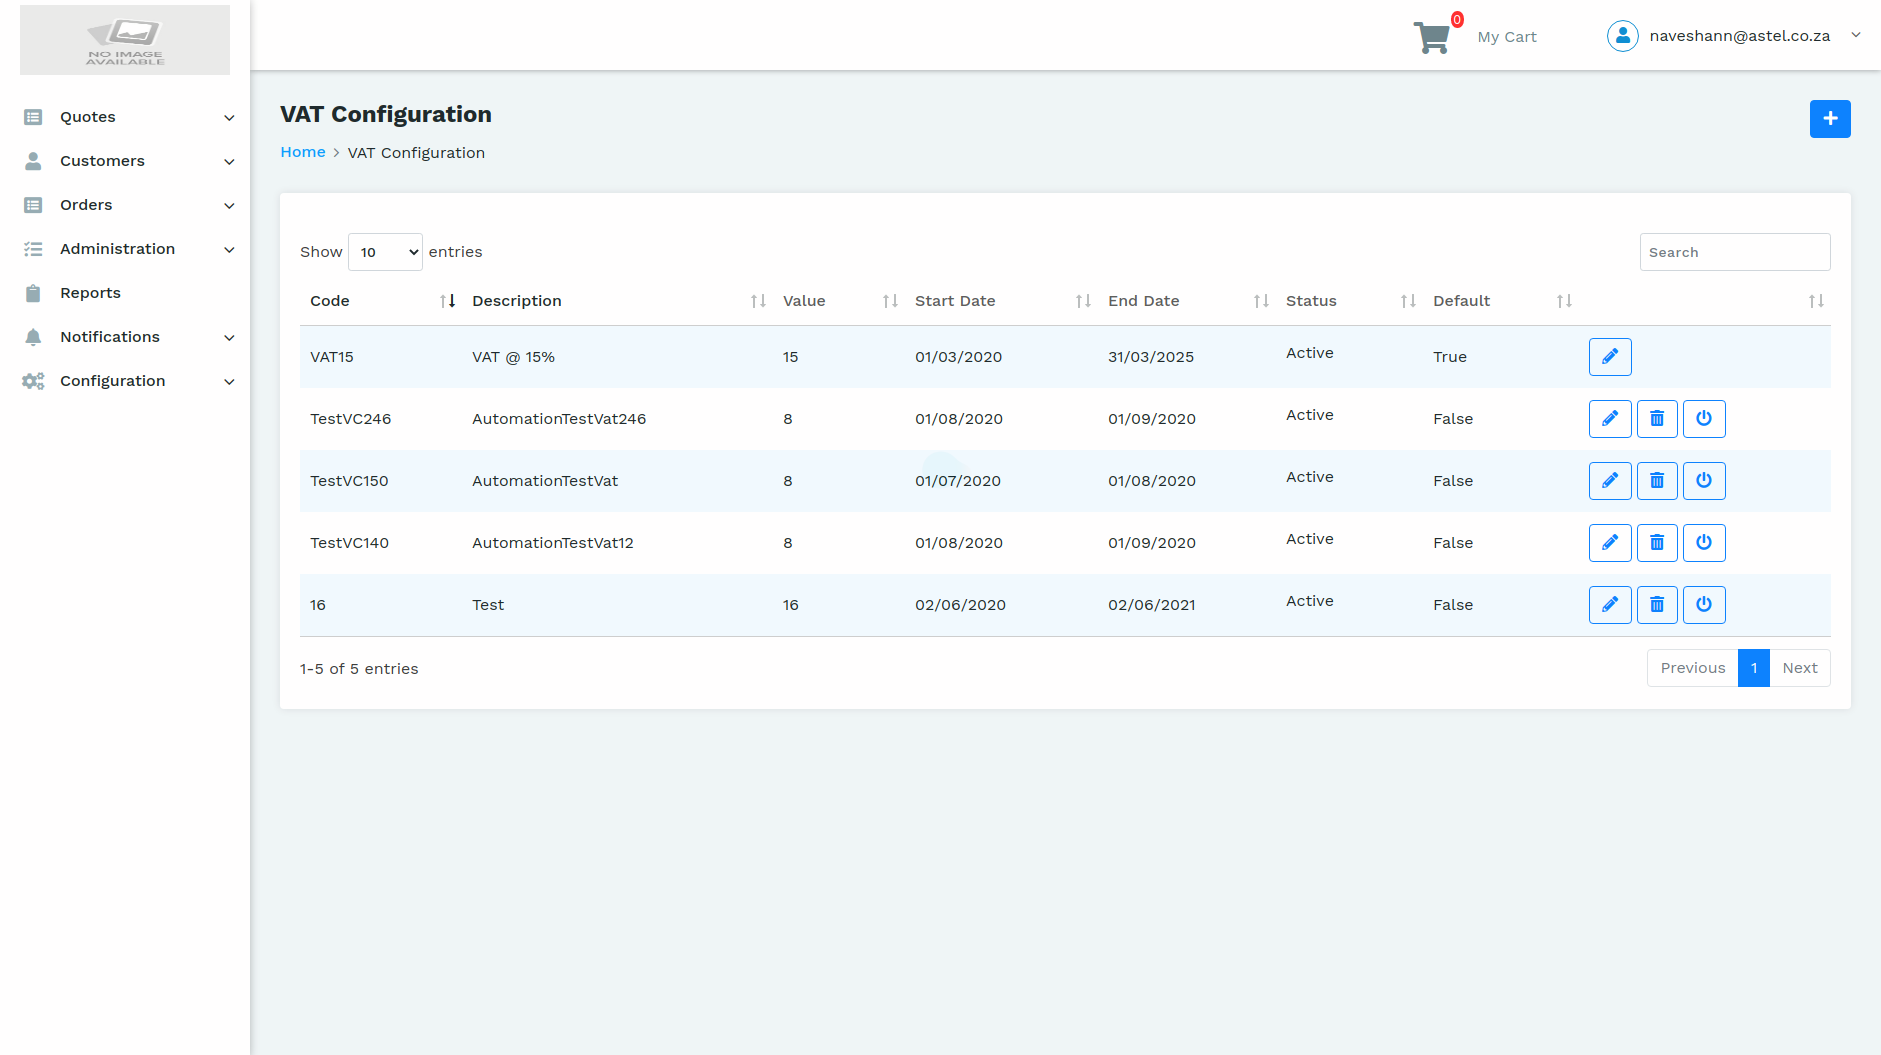 NO IMAGE
AVAILABLE
0
My Cart
naveshann@astel.co.za
Quotes
Customers
Orders
Administration
Reports
Notifications
Configuration
VAT Configuration
Home > VAT Configuration
Show 10 entries
Search
Code Description Value Start Date End Date Status Default
VAT15 VAT @ 15% 15 01/03/2020 31/03/2025 Active True
TestVC246 AutomationTestVat246 8 01/08/2020 01/09/2020 Active False
TestVC150 AutomationTestVat 8 01/07/2020 01/08/2020 Active False
TestVC140 AutomationTestVat12 8 01/08/2020 01/09/2020 Active False
16 Test 16 02/06/2020 02/06/2021 Active False
1-5 of 5 entries
Previous 1 Next